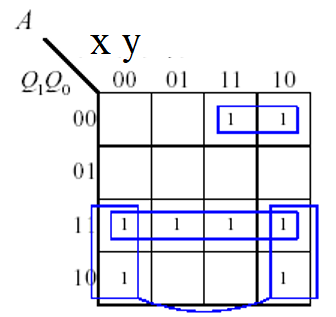 A
x y
Q₁Q₀ 00 01 11 10
00 1 1
01
11 1 1 1 1
10 1 1